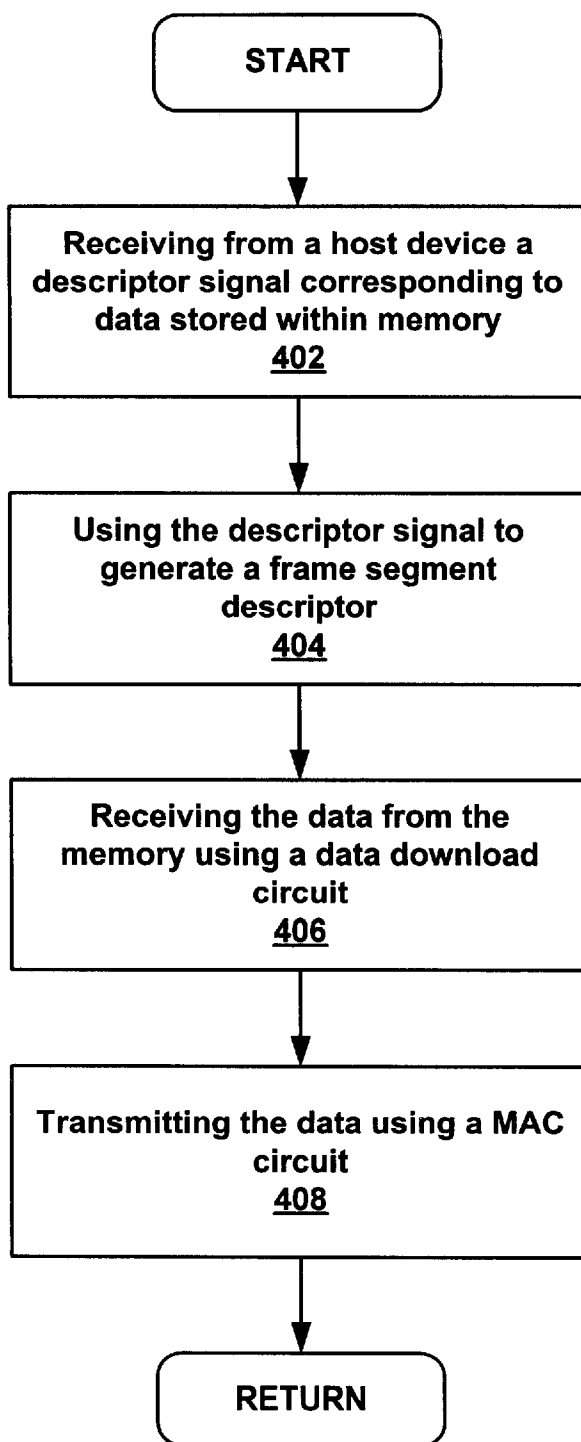 START
Receiving from a host device a
descriptor signal corresponding to
data stored within memory
402
Using the descriptor signal to
generate a frame segment
descriptor
404
Receiving the data from the
memory using a data download
circuit
406
Transmitting the data using a MAC
circuit
408
RETURN